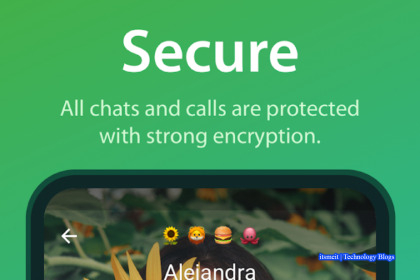 Secure
All chats and calls are protected
with strong encryption.
itsmeit | Technology Blogs
Alejandra